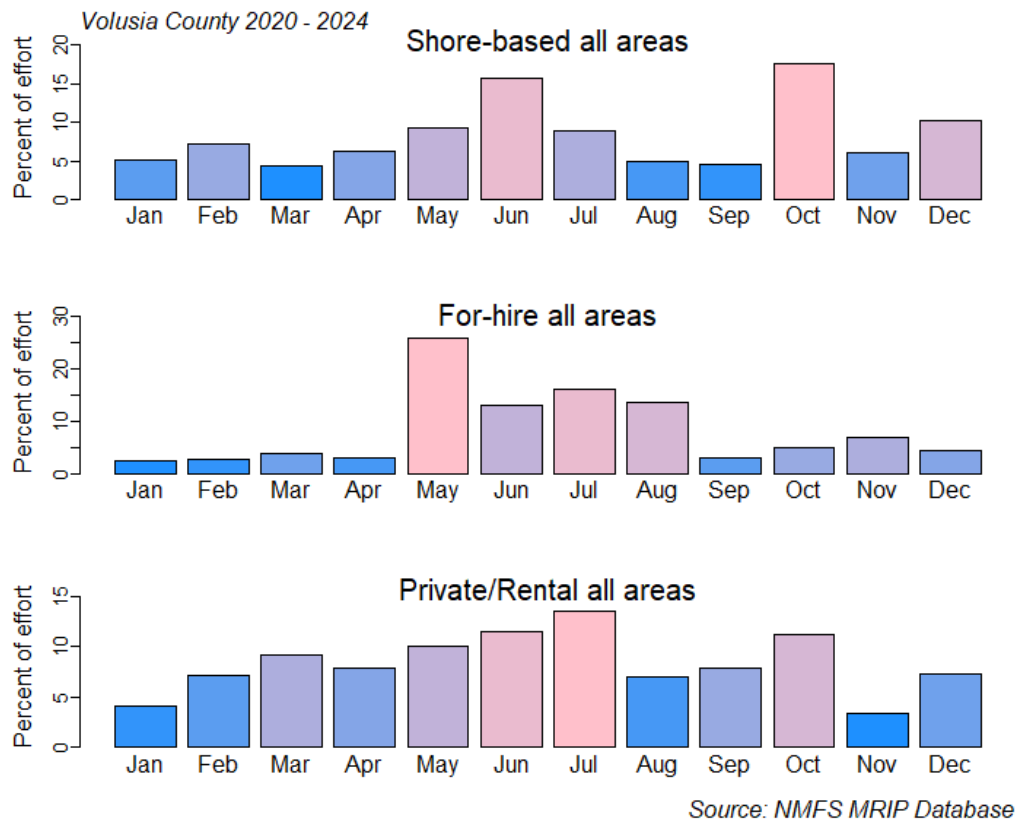 Volusia County 2020 - 2024
Shore-based all areas
Percent of effort
20
15
10
5
0
Jan Feb Mar Apr May Jun Jul Aug Sep Oct Nov Dec
For-hire all areas
Percent of effort
30
20
10
0
Jan Feb Mar Apr May Jun Jul Aug Sep Oct Nov Dec
Private/Rental all areas
Percent of effort
15
10
5
0
Jan Feb Mar Apr May Jun Jul Aug Sep Oct Nov Dec
Source: NMFS MRIP Database